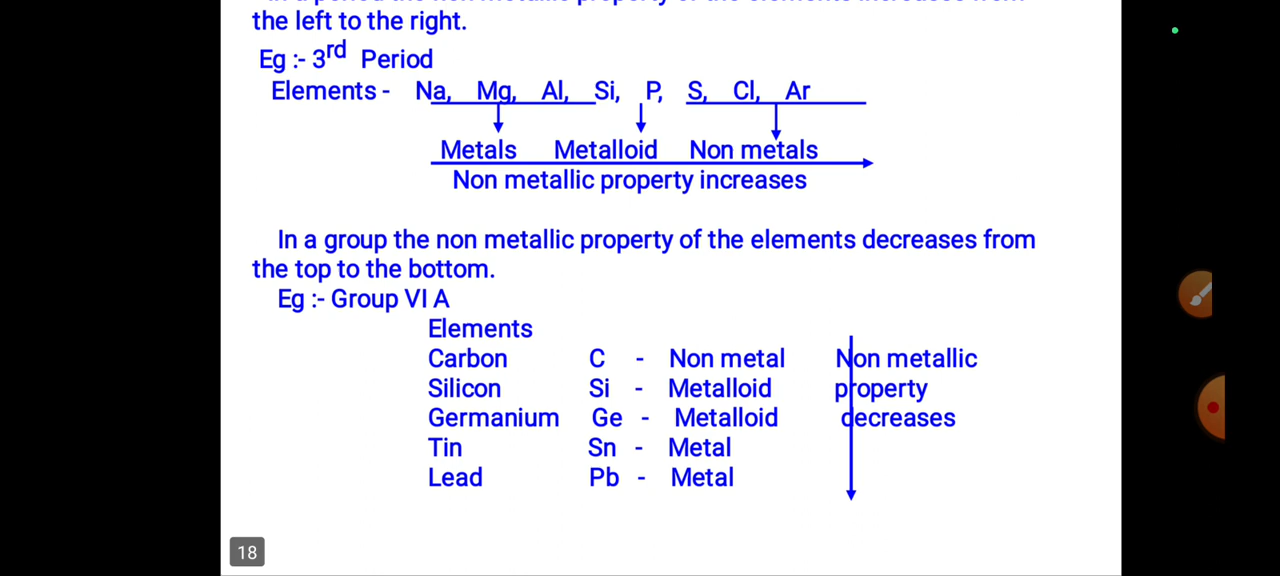 the left to the right.
Eg :- 3rd Period
Elements - Na, Mg, Al, Si, P, S, Cl, Ar
Metals Metalloid Non metals
Non metallic property increases
In a group the non metallic property of the elements decreases from
the top to the bottom.
Eg :- Group VI A
Elements
Carbon C - Non metal Non metallic
Silicon Si - Metalloid property
Germanium Ge - Metalloid decreases
Tin Sn - Metal
Lead Pb - Metal
18